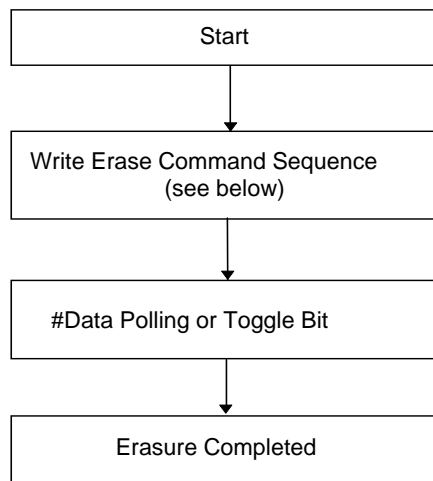 Start
Write Erase Command Sequence
(see below)
#Data Polling or Toggle Bit
Erasure Completed